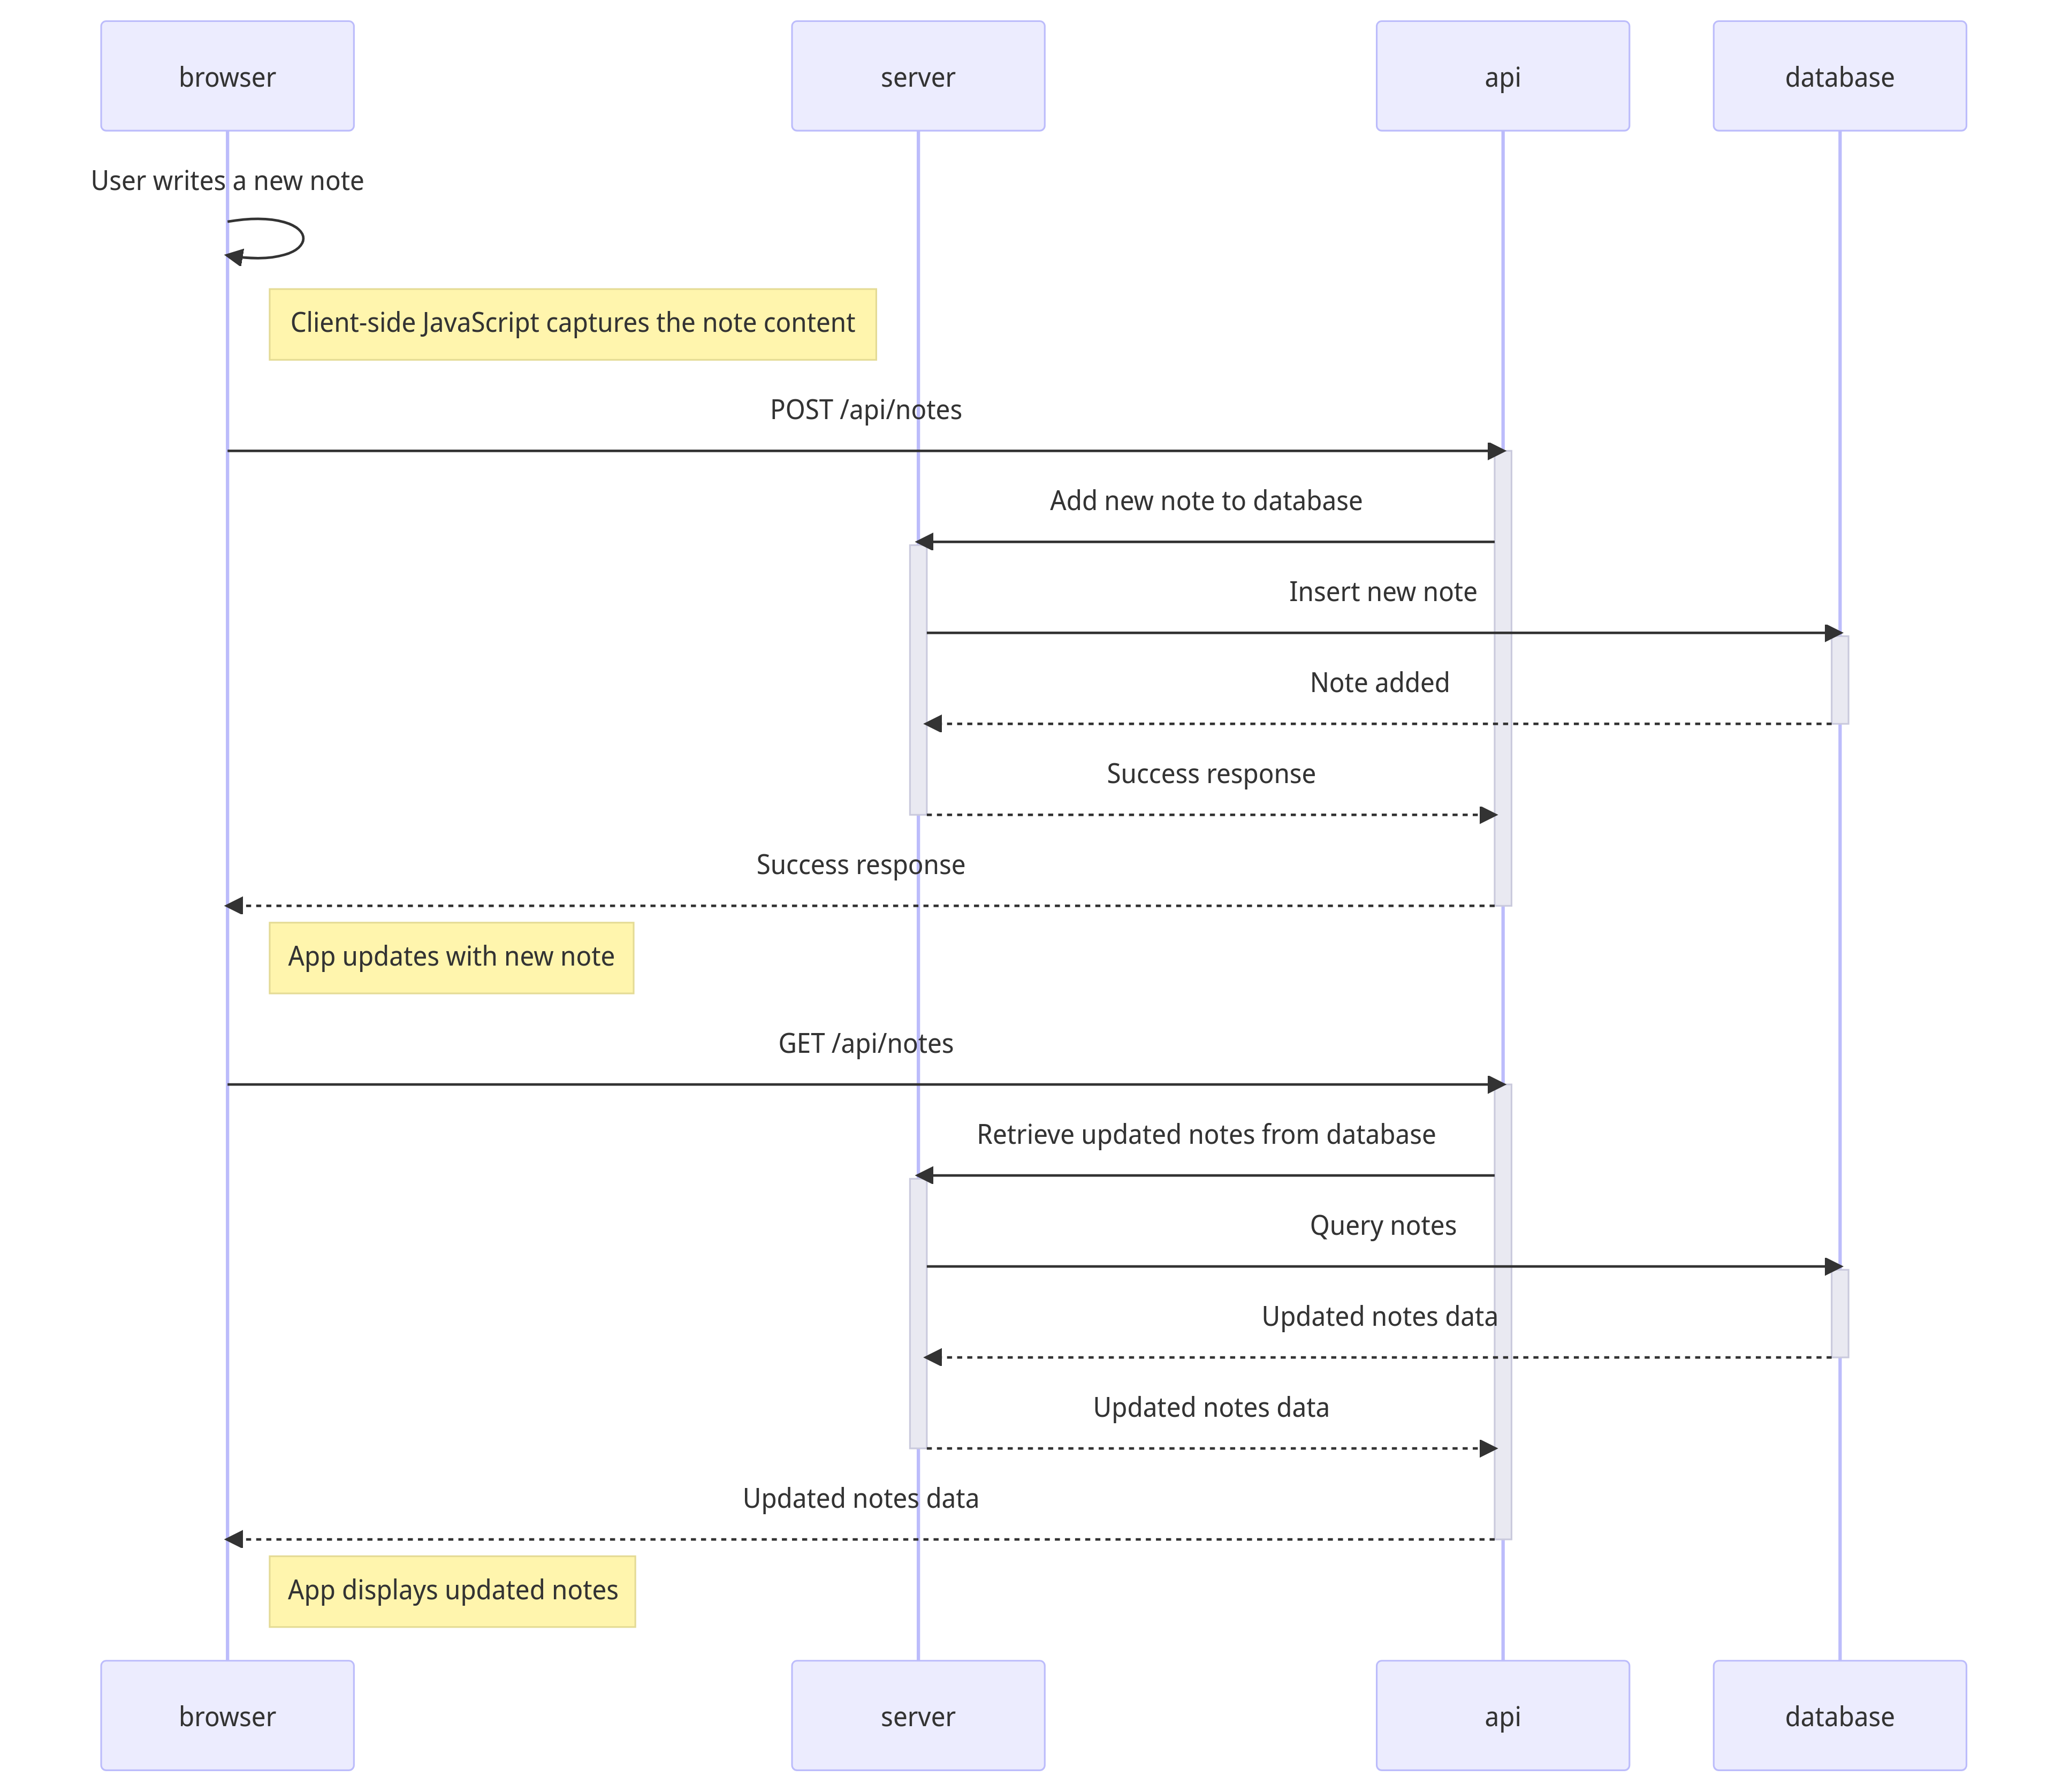 browser
server
api
database
User writes a new note
Client-side JavaScript captures the note content
POST /api/notes
Add new note to database
Insert new note
Note added
Success response
Success response
App updates with new note
GET /api/notes
Retrieve updated notes from database
Query notes
Updated notes data
Updated notes data
Updated notes data
App displays updated notes
browser
server
api
database